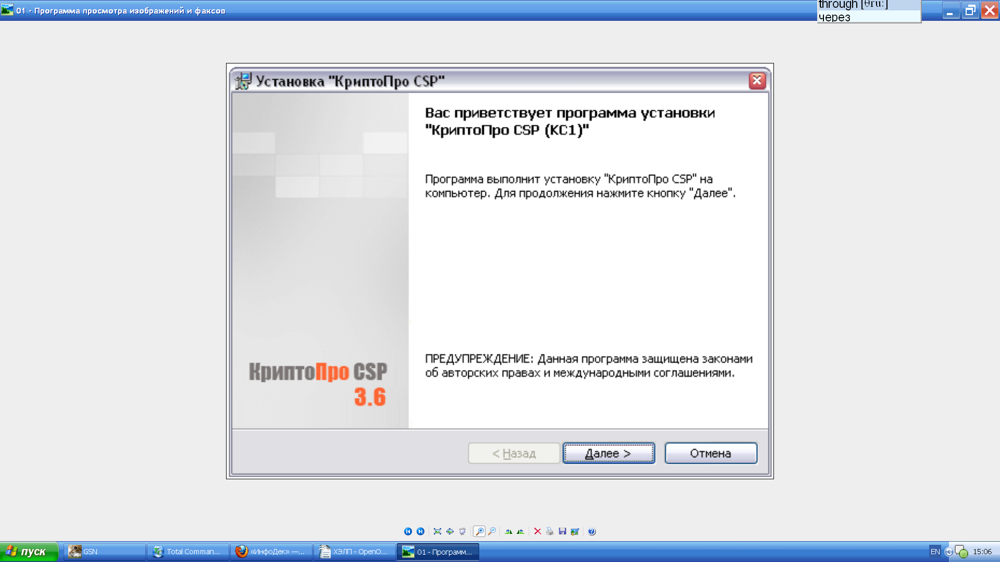 01 - Программа просмотра изображений и факсов
through [θru:]
через
Установка "КриптоПро CSP"
Вас приветствует программа установки
"КриптоПро CSP (КС1)"
Программа выполнит установку "КриптоПро CSP" на
компьютер. Для продолжения нажмите кнопку "Далее".
ПРЕДУПРЕЖДЕНИЕ: Данная программа защищена законами
об авторских правах и международными соглашениями.
КриптоПро CSP
3.6
< Назад
Далее >
Отмена
пуск
GSN
Total Comman...
«ИнфоДек» —...
ХЭЛП - OpenO...
01 - Программ...
EN
15:06